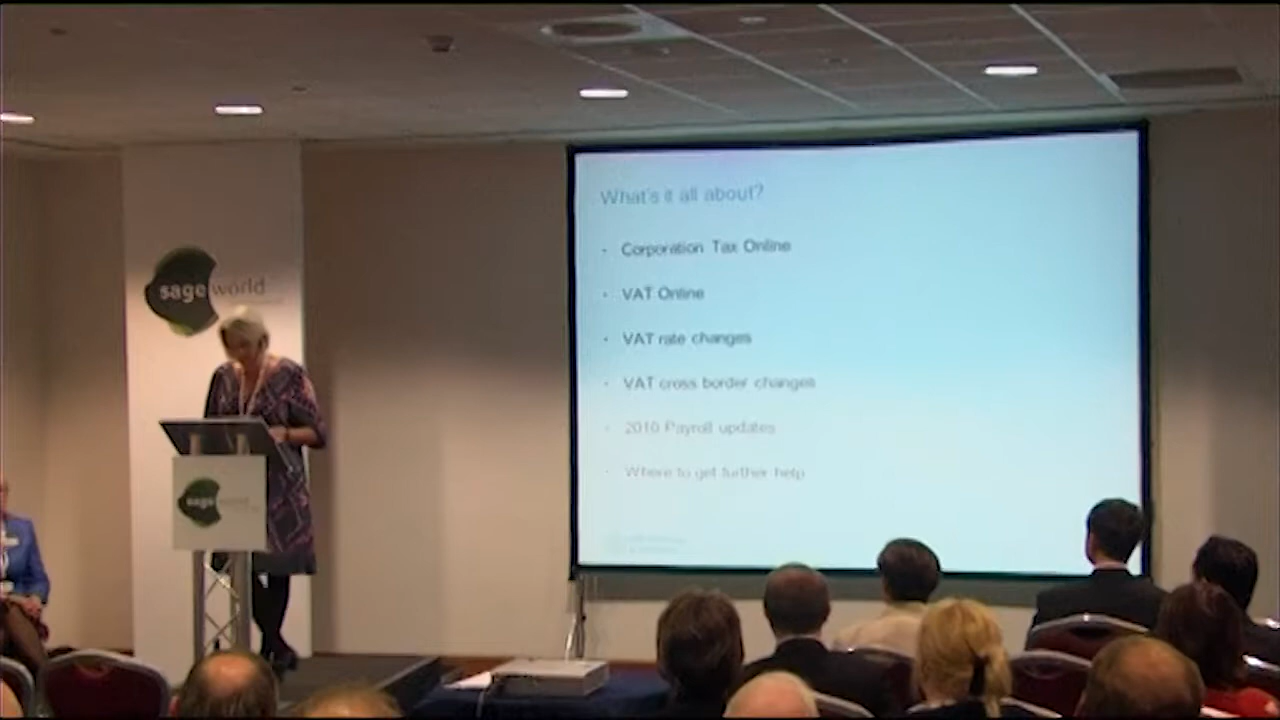 What's it all about?
· Corporation Tax Online
· VAT Online
· VAT rate changes
· VAT cross border changes
· 2010 Payroll updates
· Where to get further help
sage world
sage world